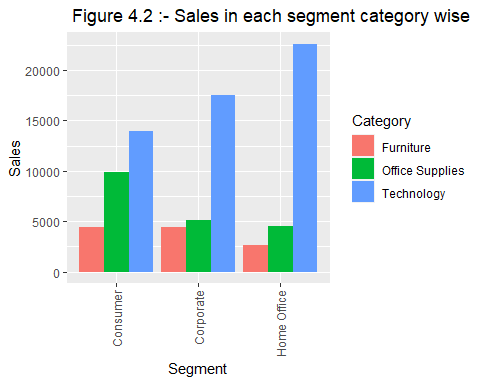 Figure 4.2 :- Sales in each segment category wise
20000
15000
10000
5000
0
Sales
Consumer
Corporate
Home Office
Segment
Category
Furniture
Office Supplies
Technology